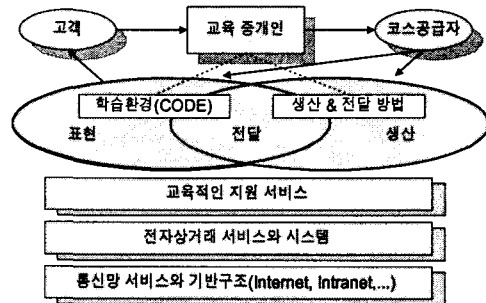 고객
교육 중개인
코스공급자
학습환경(CODE)
생산 & 전달 방법
표현
전달
생산
교육적인 지원 서비스
전자상거래 서비스와 시스템
통신망 서비스와 기반구조(Internet, Intranet,...)